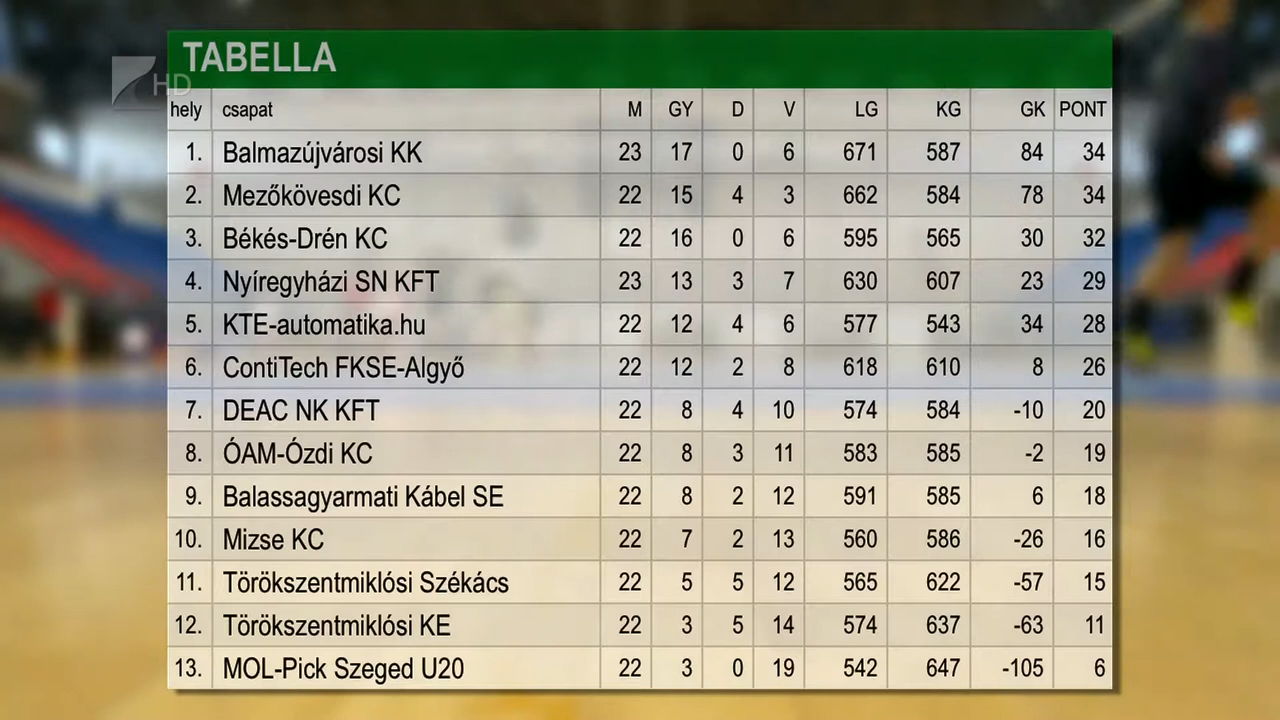 TABELLA
HD
hely csapat M GY D V LG KG GK PONT
1. Balmazújvárosi KK 23 17 0 6 671 587 84 34
2. Mezőkövesdi KC 22 15 4 3 662 584 78 34
3. Békés-Drén KC 22 16 0 6 595 565 30 32
4. Nyíregyházi SN KFT 23 13 3 7 630 607 23 29
5. KTE-automatika.hu 22 12 4 6 577 543 34 28
6. ContiTech FKSE-Algyő 22 12 2 8 618 610 8 26
7. DEAC NK KFT 22 8 4 10 574 584 -10 20
8. ÓAM-Ózdi KC 22 8 3 11 583 585 -2 19
9. Balassagyarmati Kábel SE 22 8 2 12 591 585 6 18
10. Mizse KC 22 7 2 13 560 586 -26 16
11. Törökszentmiklósi Székács 22 5 5 12 565 622 -57 15
12. Törökszentmiklósi KE 22 3 5 14 574 637 -63 11
13. MOL-Pick Szeged U20 22 3 0 19 542 647 -105 6